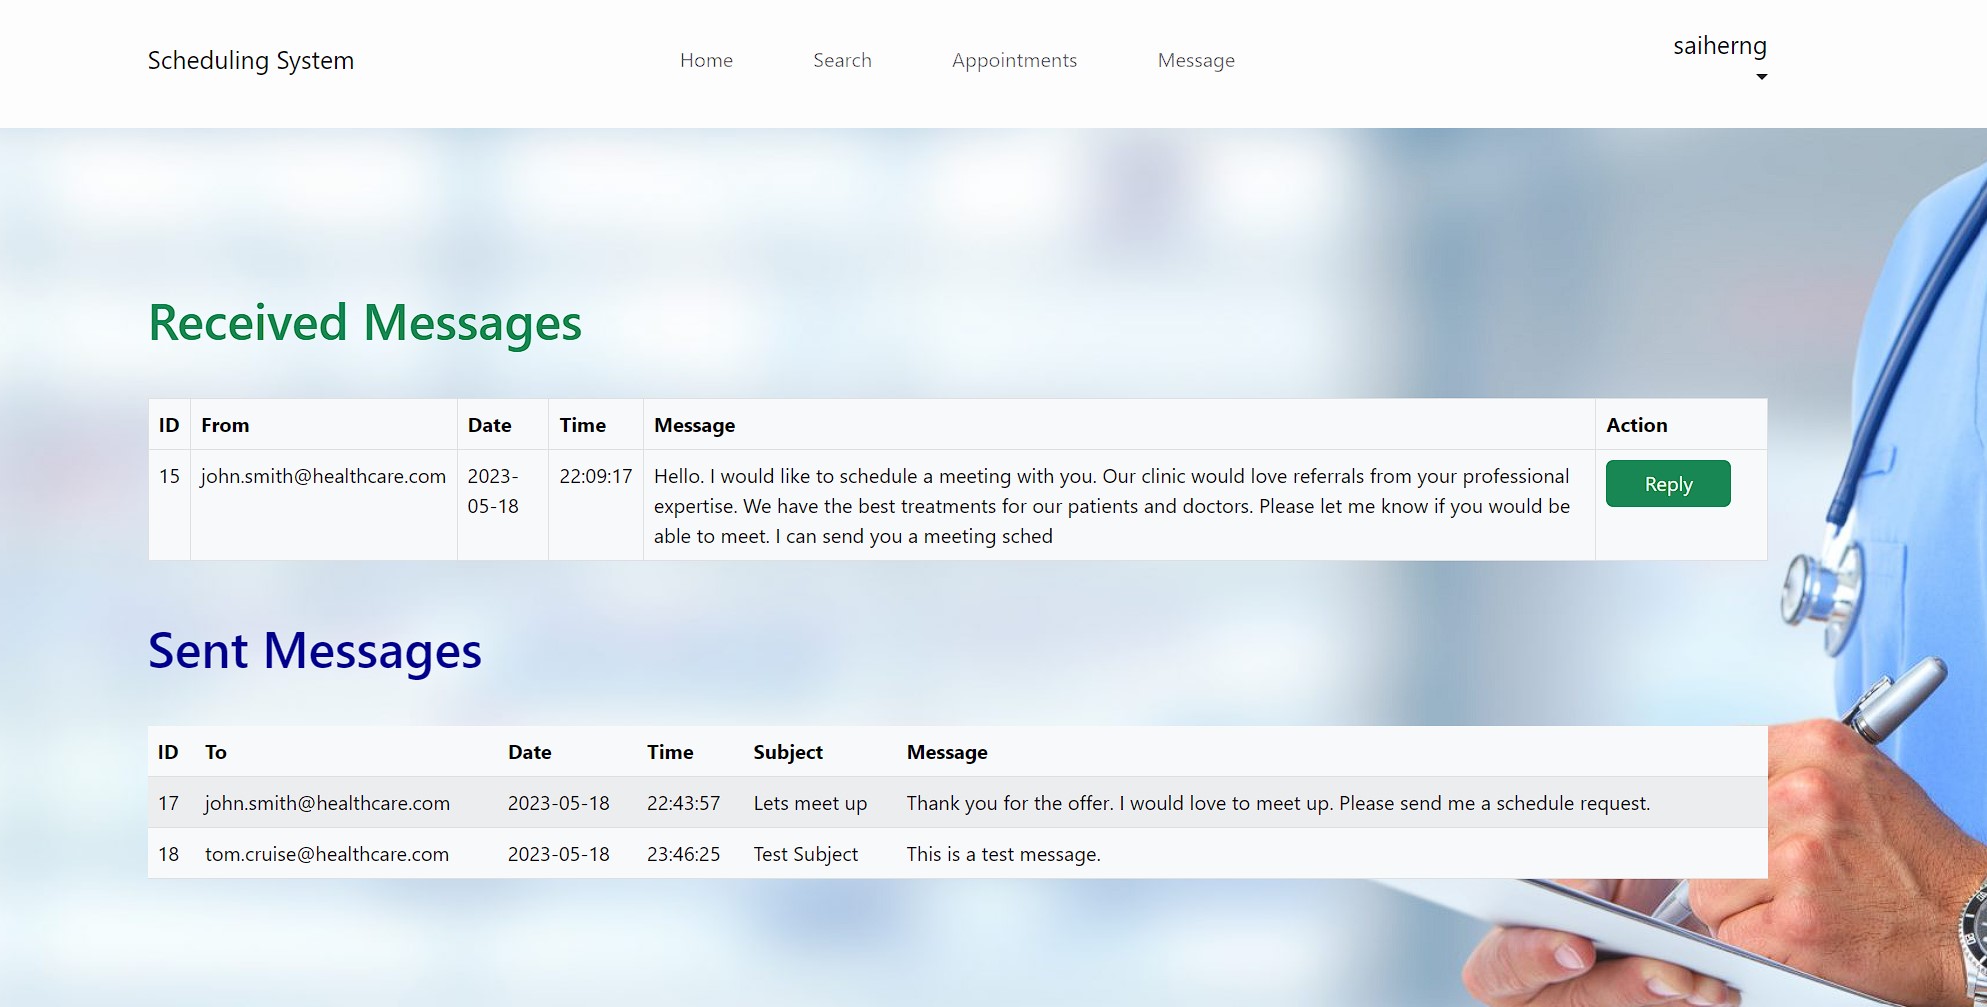 Scheduling System
Home Search Appointments Message
saiherng
Received Messages
ID From Date Time Message Action
15 john.smith@healthcare.com 2023-05-18 22:09:17 Hello. I would like to schedule a meeting with you. Our clinic would love referrals from your professional
expertise. We have the best treatments for our patients and doctors. Please let me know if you would be
able to meet. I can send you a meeting sched
Reply
Sent Messages
ID To Date Time Subject Message
17 john.smith@healthcare.com 2023-05-18 22:43:57 Lets meet up Thank you for the offer. I would love to meet up. Please send me a schedule request.
18 tom.cruise@healthcare.com 2023-05-18 23:46:25 Test Subject This is a test message.